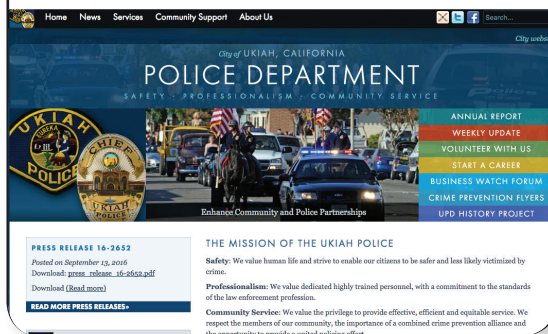 Home News Services Community Support About Us
Search...
City webs
City of UKIAH, CALIFORNIA
POLICE DEPARTMENT
SAFETY · PROFESSIONALISM · COMMUNITY SERVICE
UKIAH
EUREKA
POLICE
CHIEF
UKIAH
POLICE
Enhance Community and Police Partnerships
ANNUAL REPORT
WEEKLY UPDATE
VOLUNTEER WITH US
START A CAREER
BUSINESS WATCH FORUM
CRIME PREVENTION FLYERS
UPD HISTORY PROJECT
PRESS RELEASE 16-2652
Posted on September 13, 2016
Download: press_release_16-2652.pdf
Download (Read more)
READ MORE PRESS RELEASES»
THE MISSION OF THE UKIAH POLICE
Safety: We value human life and strive to enable our citizens to be safer and less likely victimized by
crime.
Professionalism: We value dedicated highly trained personnel, with a commitment to the standards
of the law enforcement profession.
Community Service: We value the privilege to provide effective, efficient and equitable service. We
respect the members of our community, the importance of a combined crime prevention alliance and